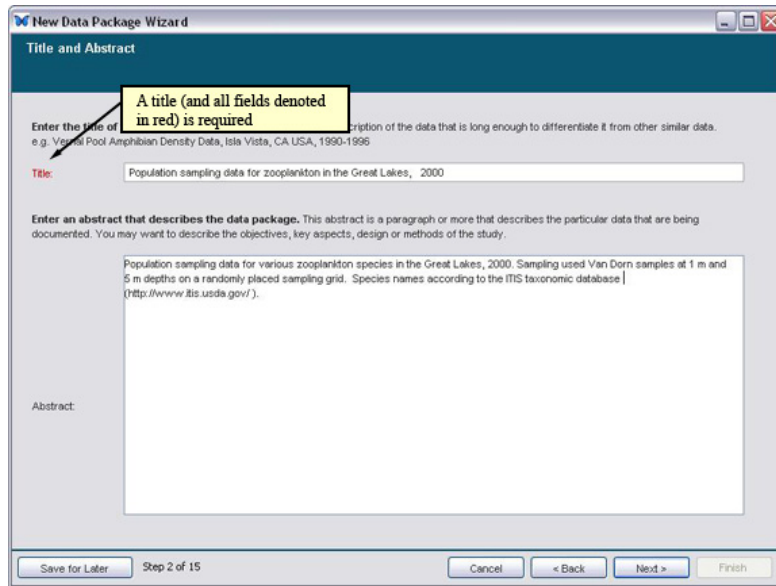 New Data Package Wizard
Title and Abstract
A title (and all fields denoted
in red) is required
Enter the title of cription of the data that is long enough to differentiate it from other similar data.
e.g. Vernal Pool Amphibian Density Data, Isla Vista, CA USA, 1990-1996
Title:
Population sampling data for zooplankton in the Great Lakes, 2000
Enter an abstract that describes the data package. This abstract is a paragraph or more that describes the particular data that are being
documented. You may want to describe the objectives, key aspects, design or methods of the study.
Population sampling data for various zooplankton species in the Great Lakes, 2000. Sampling used Van Dorn samples at 1 m and
5 m depths on a randomly placed sampling grid. Species names according to the ITIS taxonomic database
(http://www.itis.usda.gov/ ).
Abstract:
Save for Later
Step 2 of 15
Cancel
< Back
Next >
Finish